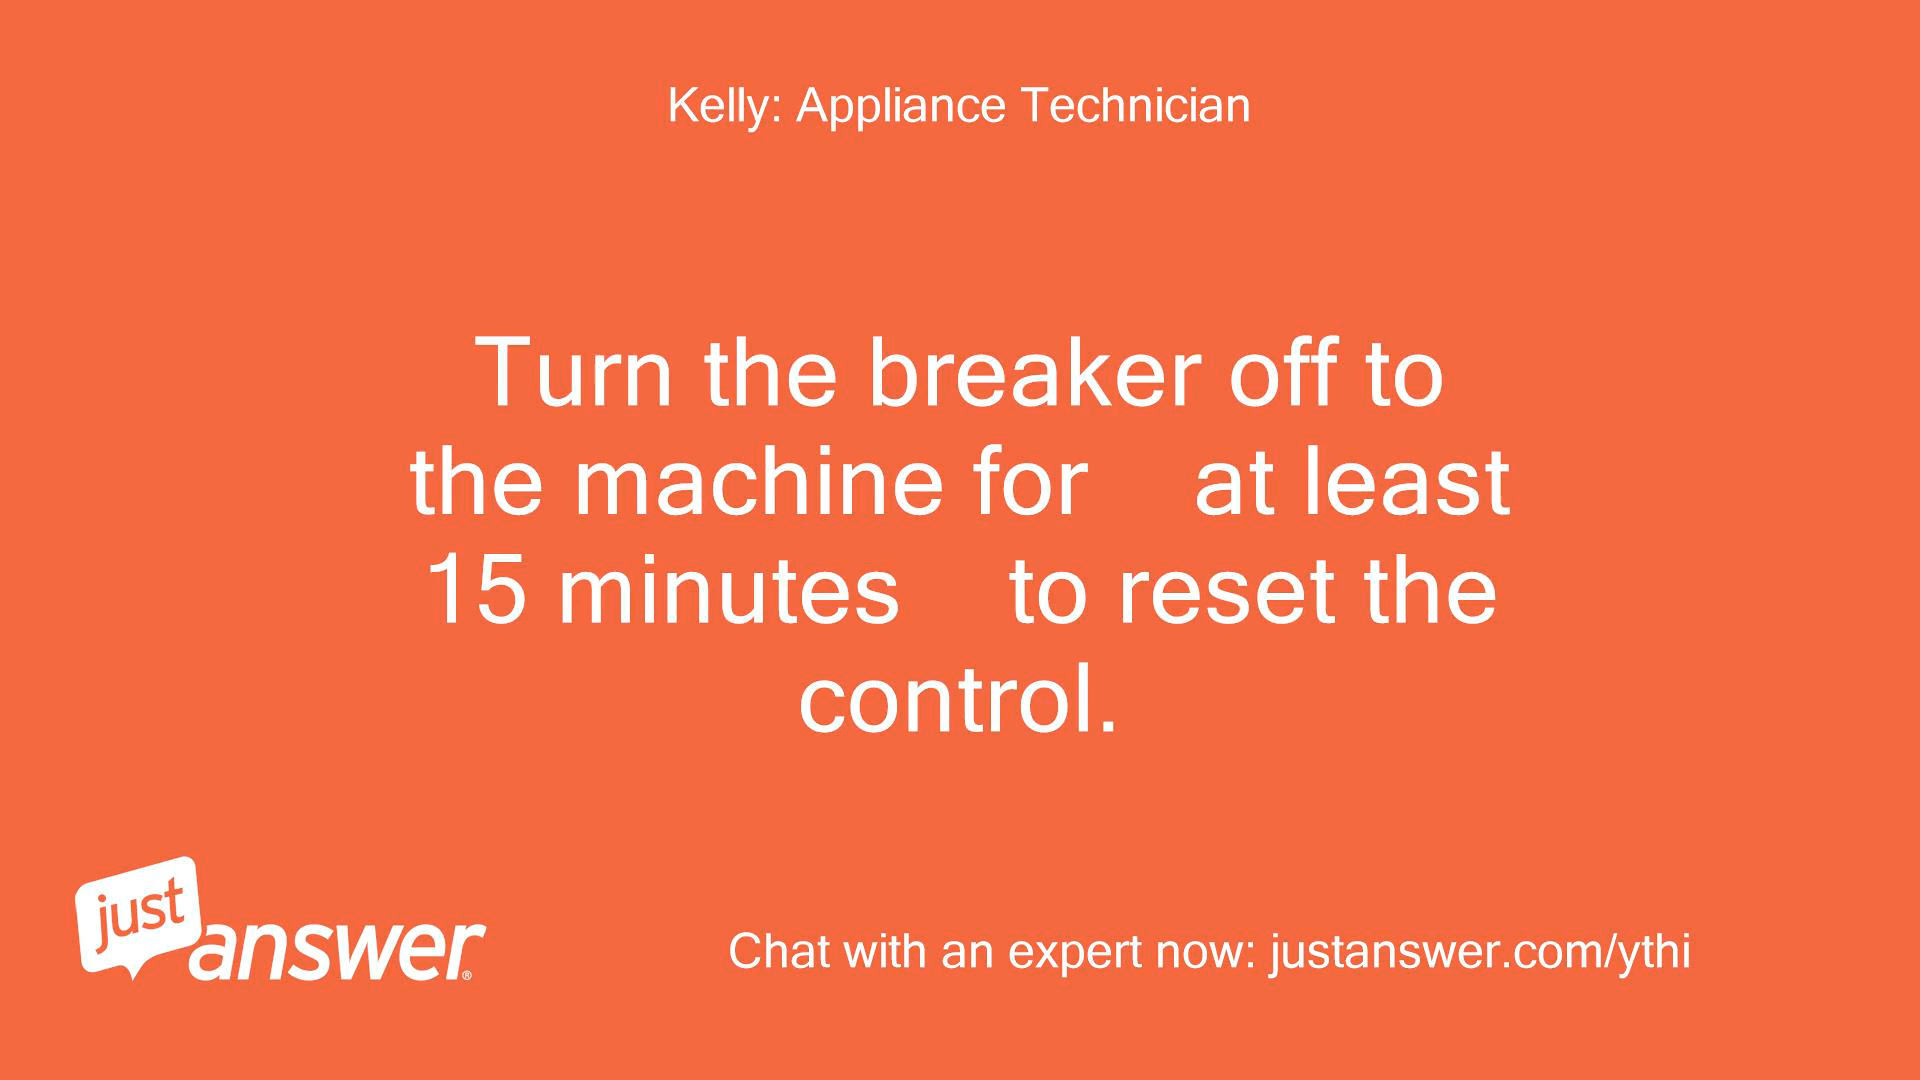 Kelly: Appliance Technician
Turn the breaker off to
the machine for    at least
15 minutes    to reset the
control.
just
answer®
Chat with an expert now: justanswer.com/ythi